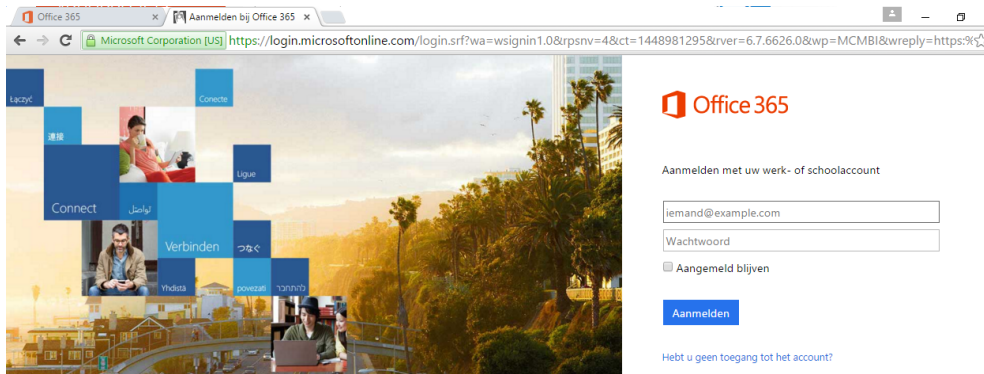 Office 365
Aanmelden bij Office 365
Microsoft Corporation [US] https://login.microsoftonline.com/login.srf?wa=wsignin1.0&rpsnv=4&ct=1448981295&rver=6.7.6626.0&wp=MCMBI&wreply=https:%
Łączyć
Conecte
連接
Ligue
Connect
تواصل
Verbinden
つなぐ
Yhdistä
povezati
להתחבר
Office 365
Aanmelden met uw werk- of schoolaccount
iemand@example.com
Wachtwoord
Aangemeld blijven
Aanmelden
Hebt u geen toegang tot het account?